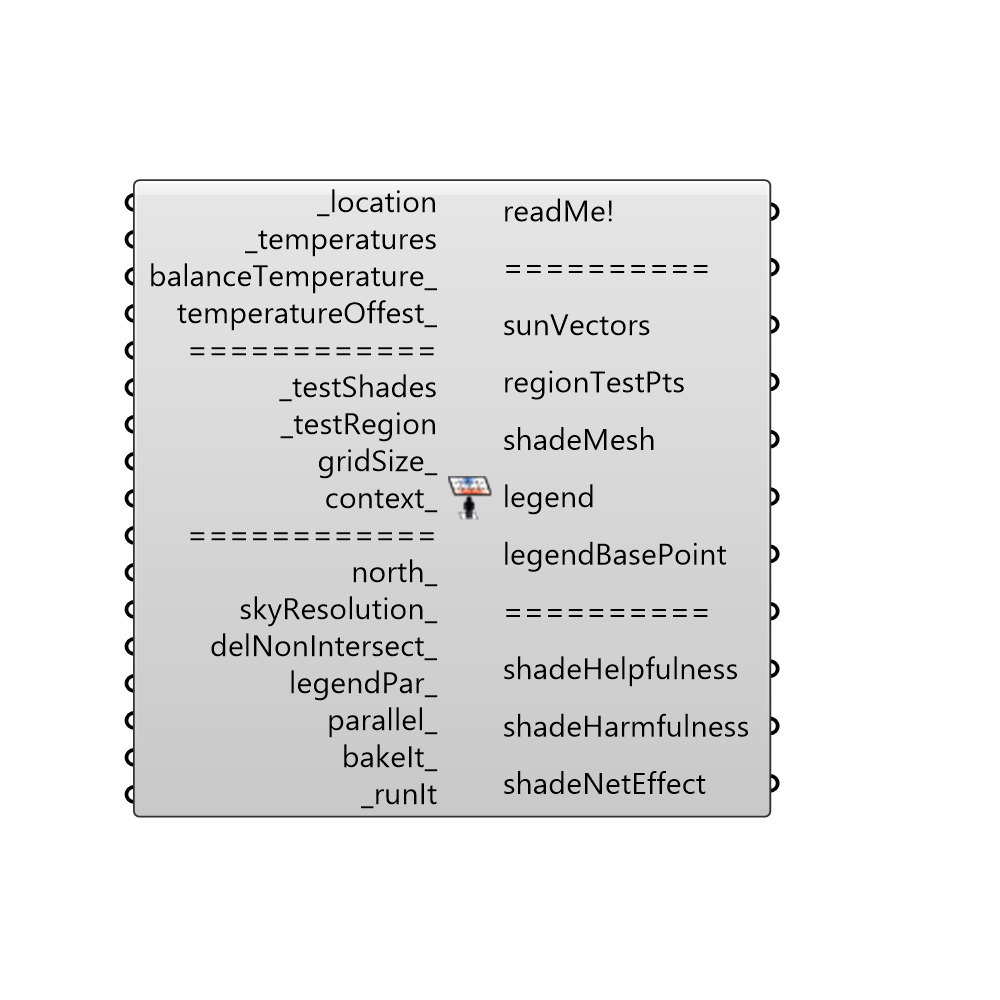 _location
_temperatures
balanceTemperature_
temperatureOffest_
============
_testShades
_testRegion
gridSize_
context_
============
north_
skyResolution_
delNonIntersect_
legendPar_
parallel_
bakeIt_
_runIt
readMe!
==========
sunVectors
regionTestPts
shadeMesh
legend
legendBasePoint
==========
shadeHelpfulness
shadeHarmfulness
shadeNetEffect